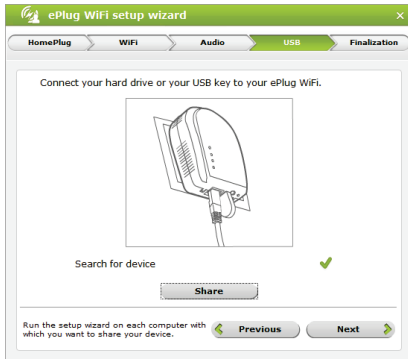 ePlug WiFi setup wizard
HomePlug WiFi Audio USB Finalization
Connect your hard drive or your USB key to your ePlug WiFi.
Search for device
Share
Run the setup wizard on each computer with
which you want to share your device.
Previous Next